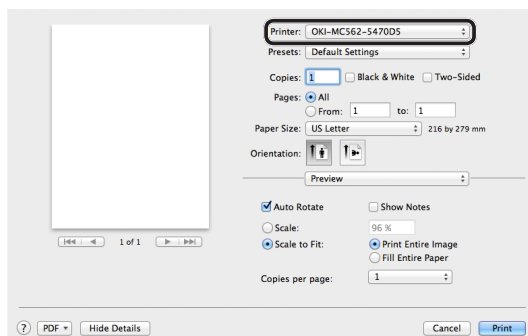 Printer: OKI-MC562-5470D5
Presets: Default Settings
Copies: 1 Black & White Two-Sided
Pages: All
From: 1 to: 1
Paper Size: US Letter 216 by 279 mm
Orientation:
Preview
Auto Rotate Show Notes
Scale: 96 %
Scale to Fit: Print Entire Image
Fill Entire Paper
Copies per page: 1
1 of 1
? PDF Hide Details Cancel Print